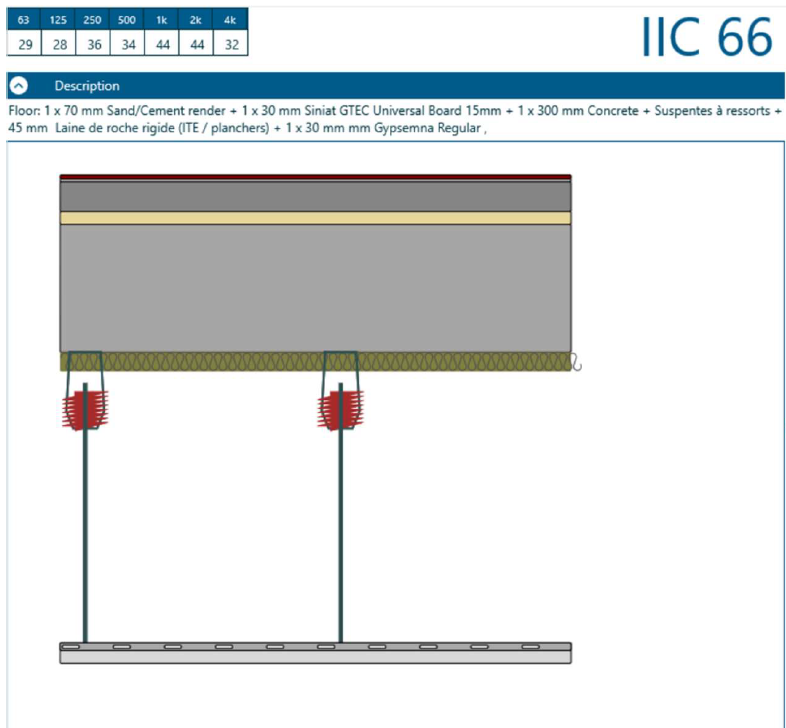 63 125 250 500 1k 2k 4k
29 28 36 34 44 44 32
IIC 66
Description
Floor: 1 x 70 mm Sand/Cement render + 1 x 30 mm Siniat GTEC Universal Board 15mm + 1 x 300 mm Concrete + Suspentes à ressorts +
45 mm  Laine de roche rigide (ITE / planchers) + 1 x 30 mm mm Gypsemna Regular ,